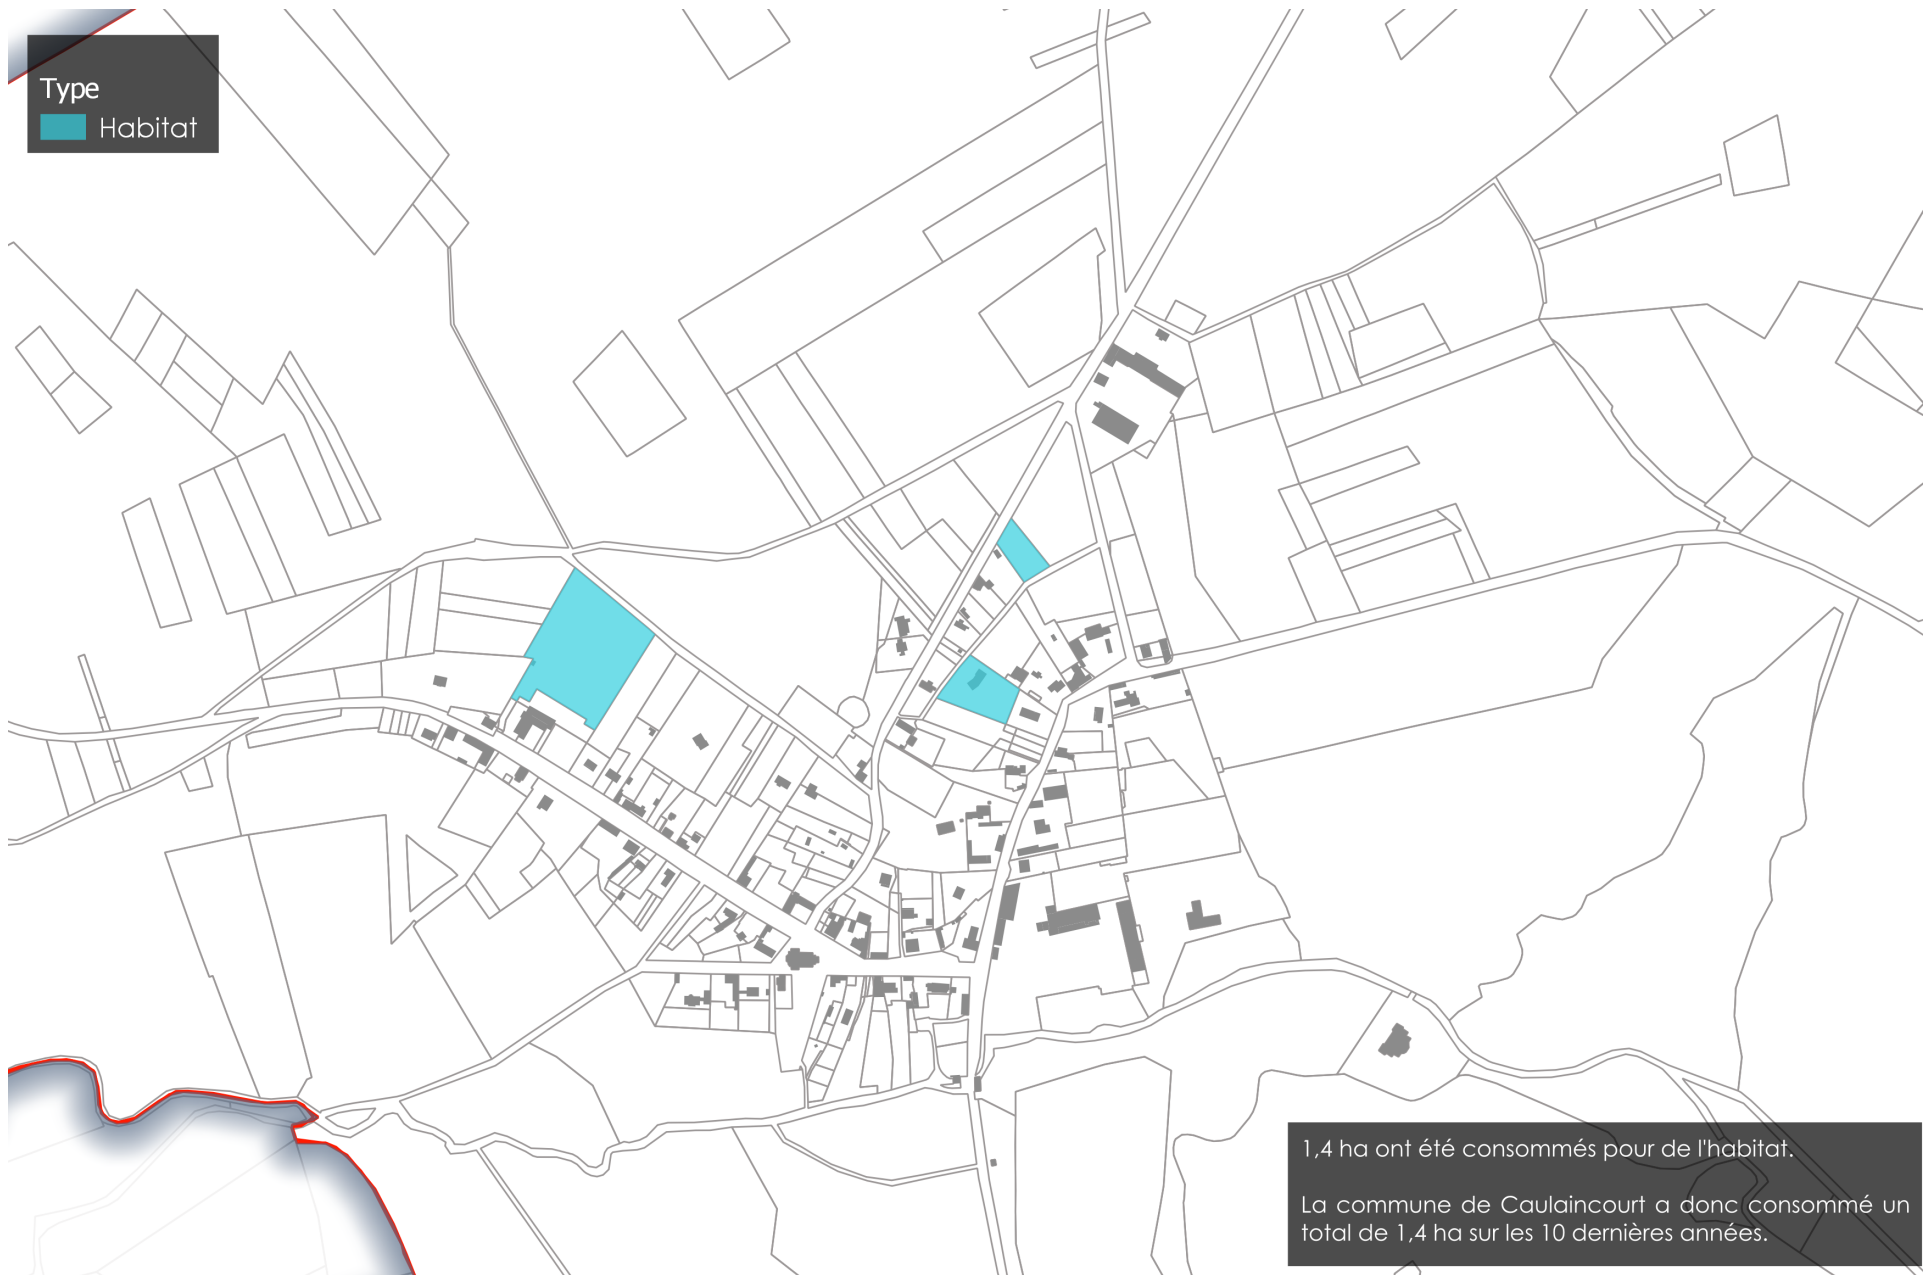 Type
Habitat
1,4 ha ont été consommés pour de l'habitat.
La commune de Caulaincourt a donc consommé un
total de 1,4 ha sur les 10 dernières années.